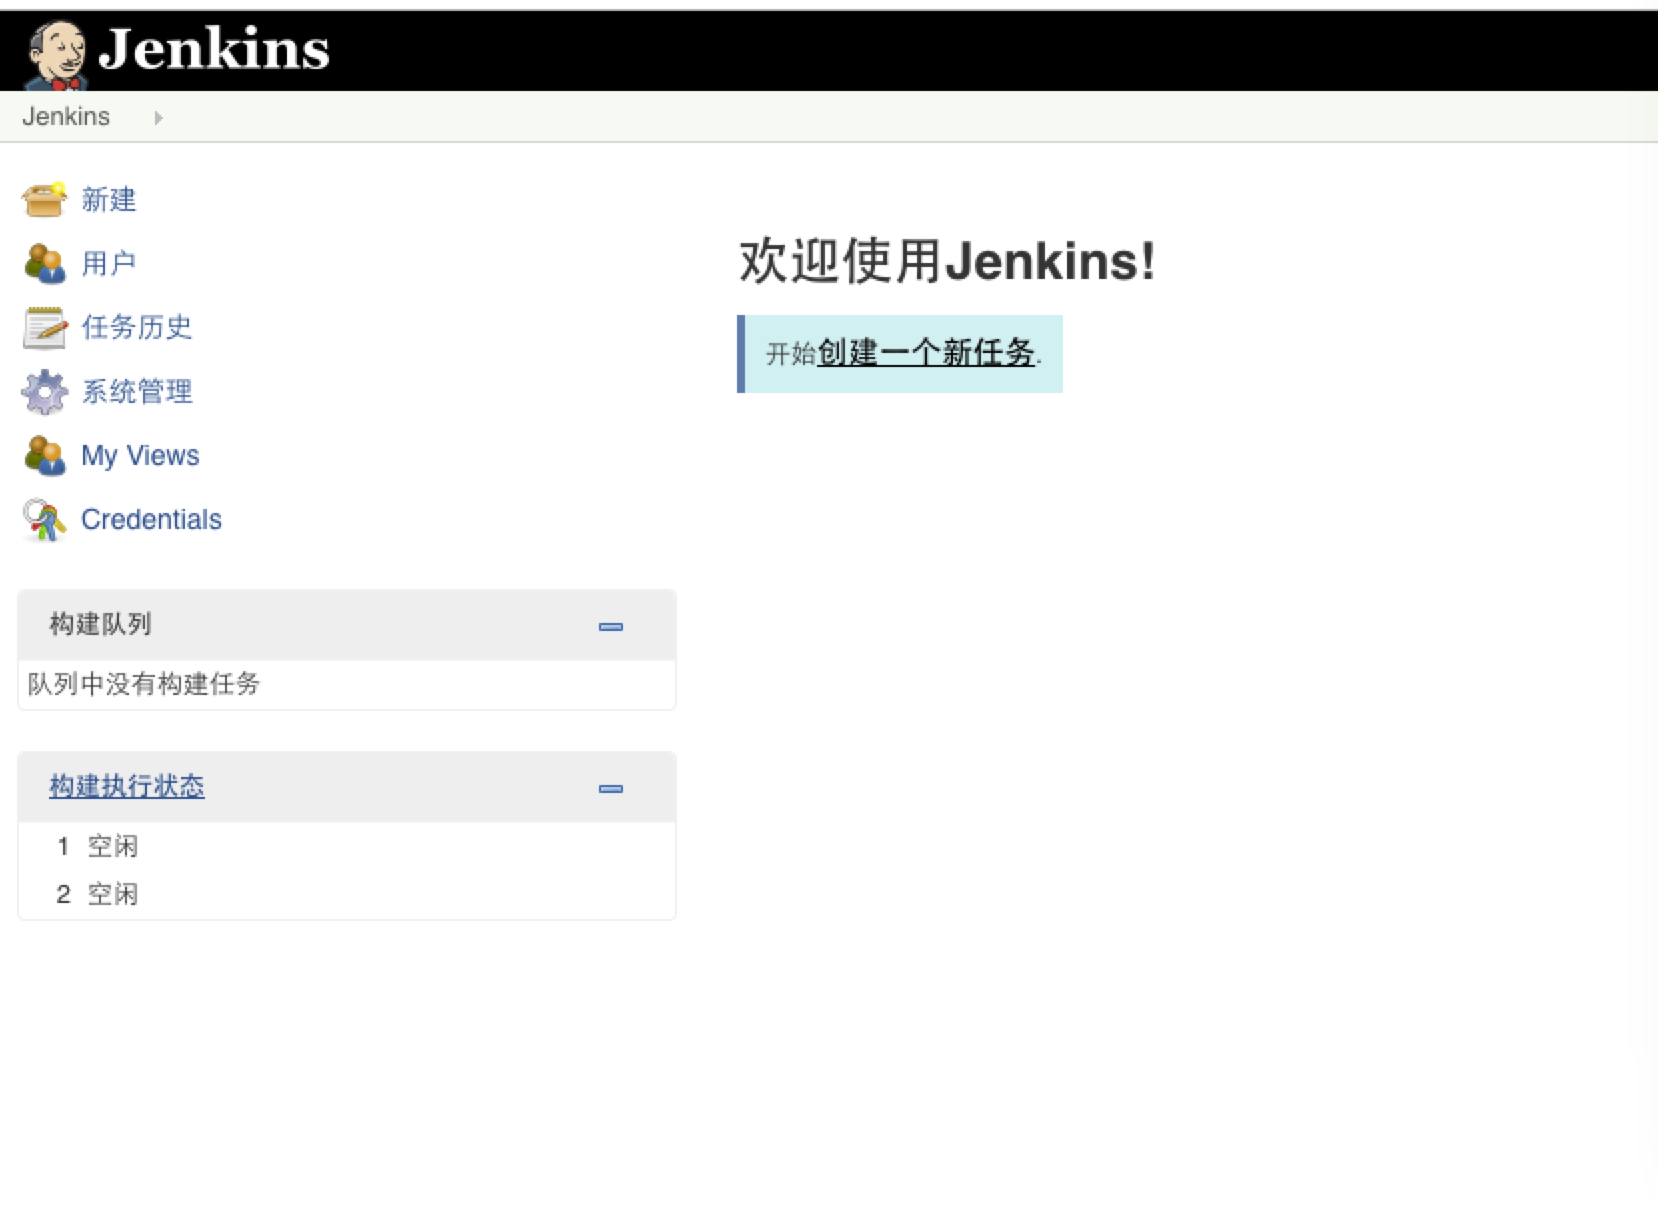 Jenkins
Jenkins
新建
用户
任务历史
系统管理
My Views
Credentials
构建队列
队列中没有构建任务
构建执行状态
1 空闲
2 空闲
欢迎使用Jenkins!
开始创建一个新任务.